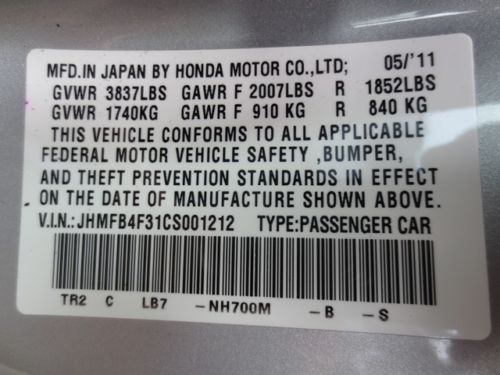 MFD.IN JAPAN BY HONDA MOTOR CO.,LTD; 05/'11
GVWR 3837LBS GAWR F 2007LBS R 1852LBS
GVWR 1740KG GAWR F 910 KG R 840 KG
THIS VEHICLE CONFORMS TO ALL APPLICABLE
FEDERAL MOTOR VEHICLE SAFETY ,BUMPER,
AND THEFT PREVENTION STANDARDS IN EFFECT
ON THE DATE OF MANUFACTURE SHOWN ABOVE.
V.I.N.:JHMFB4F31CS001212 TYPE:PASSENGER CAR
TR2 C LB7 -NH700M -B -S